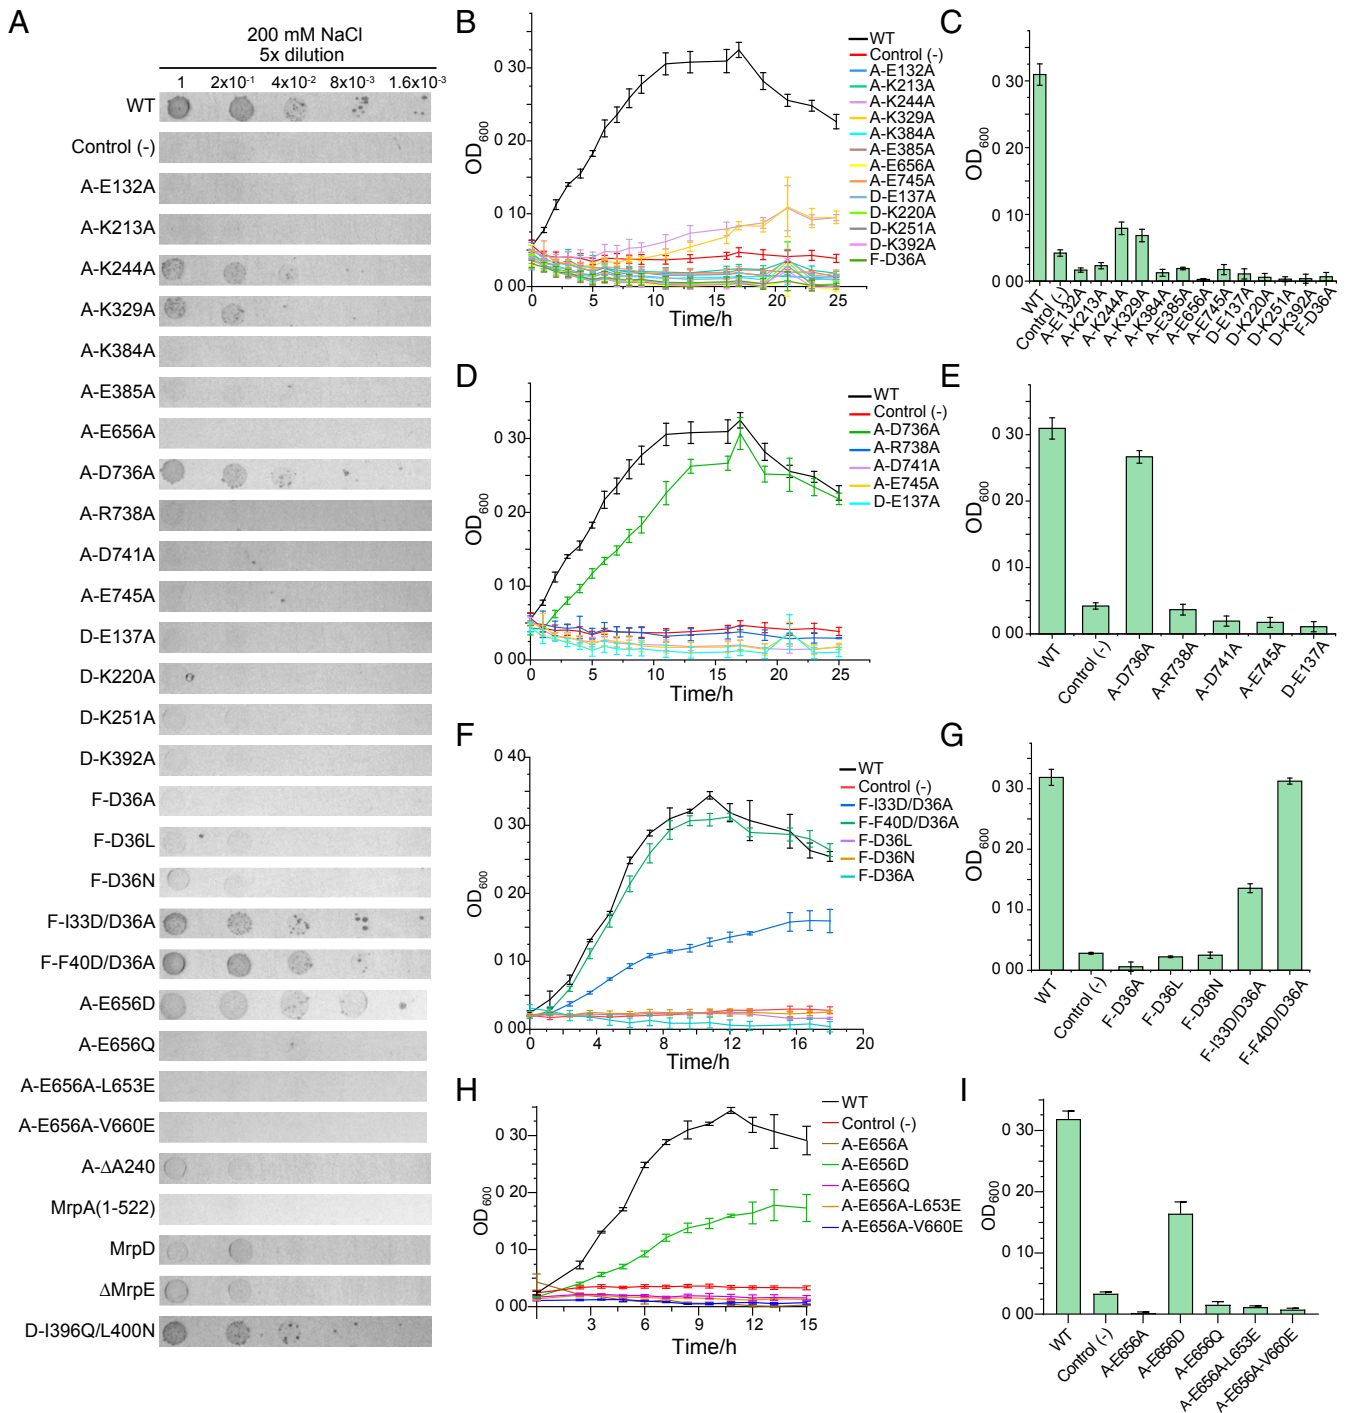 A
200 mM NaCl
5x dilution
1 2x10⁻¹ 4x10⁻² 8x10⁻³ 1.6x10⁻³
WT
Control (-)
A-E132A
A-K213A
A-K244A
A-K329A
A-K384A
A-E385A
A-E656A
A-D736A
A-R738A
A-D741A
A-E745A
D-E137A
D-K220A
D-K251A
D-K392A
F-D36A
F-D36L
F-D36N
F-I33D/D36A
F-F40D/D36A
A-E656D
A-E656Q
A-E656A-L653E
A-E656A-V660E
A-ΔA240
MrpA(1-522)
MrpD
ΔMrpE
D-I396Q/L400N
B
OD₆₀₀
0 30
0 20
0 10
0 00
0 5 10 15 20 25
Time/h
WT
Control (-)
A-E132A
A-K213A
A-K244A
A-K329A
A-K384A
A-E385A
A-E656A
A-E745A
D-E137A
D-K220A
D-K251A
D-K392A
F-D36A
C
OD₆₀₀
0 30
0 20
0 10
0.00
WT
Control (-)
A-E132A
A-K213A
A-K244A
A-K329A
A-K384A
A-E385A
A-E656A
A-E745A
D-E137A
D-K220A
D-K251A
D-K392A
F-D36A
D
OD₆₀₀
0 30
0 20
0 10
0 00
0 5 10 15 20 25
Time/h
WT
Control (-)
A-D736A
A-R738A
A-D741A
A-E745A
D-E137A
E
OD₆₀₀
0 30
0 20
0 10
0 00
WT
Control (-)
A-D736A
A-R738A
A-D741A
A-E745A
D-E137A
F
OD₆₀₀
0 40
0 30
0 20
0 10
0 00
0 4 8 12 16 20
Time/h
WT
Control (-)
F-I33D/D36A
F-F40D/D36A
F-D36L
F-D36N
F-D36A
G
OD₆₀₀
0 30
0 20
0 10
0 00
WT
Control (-)
F-D36A
F-D36L
F-D36N
F-I33D/D36A
F-F40D/D36A
H
OD₆₀₀
0 30
0 20
0 10
0 00
3 6 9 12 15
Time/h
WT
Control (-)
A-E656A
A-E656D
A-E656Q
A-E656A-L653E
A-E656A-V660E
I
OD₆₀₀
0 30
0 20
0 10
0 00
WT
Control (-)
A-E656A
A-E656D
A-E656Q
A-E656A-L653E
A-E656A-V660E